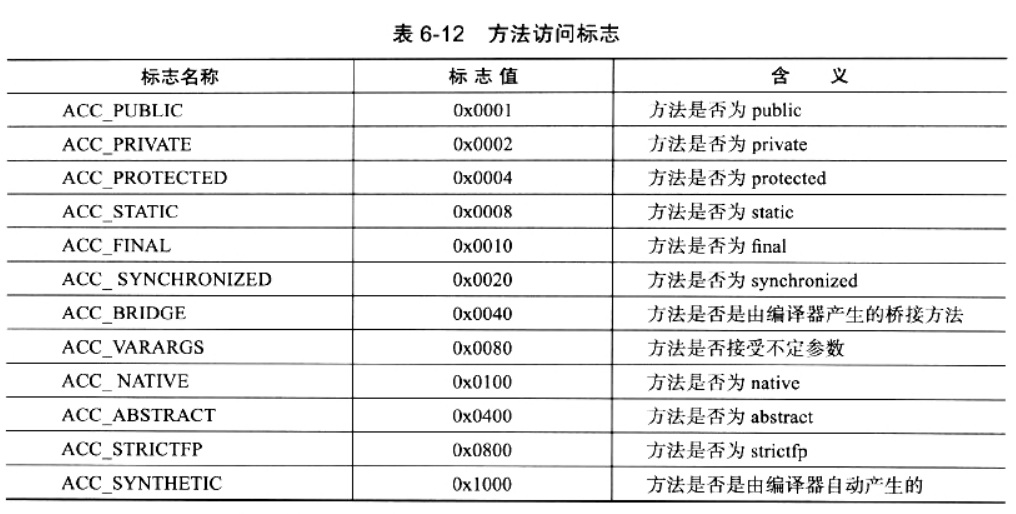 表 6-12 方法访问标志
标志名称 标 志 值 含 义
ACC_PUBLIC 0x0001 方法是否为 public
ACC_PRIVATE 0x0002 方法是否为 private
ACC_PROTECTED 0x0004 方法是否为 protected
ACC_STATIC 0x0008 方法是否为 static
ACC_FINAL 0x0010 方法是否为 final
ACC_ SYNCHRONIZED 0x0020 方法是否为 synchronized
ACC_BRIDGE 0x0040 方法是否是由编译器产生的桥接方法
ACC_VARARGS 0x0080 方法是否接受不定参数
ACC_ NATIVE 0x0100 方法是否为 native
ACC_ABSTRACT 0x0400 方法是否为 abstract
ACC_STRICTFP 0x0800 方法是否为 strictfp
ACC_SYNTHETIC 0x1000 方法是否是由编译器自动产生的